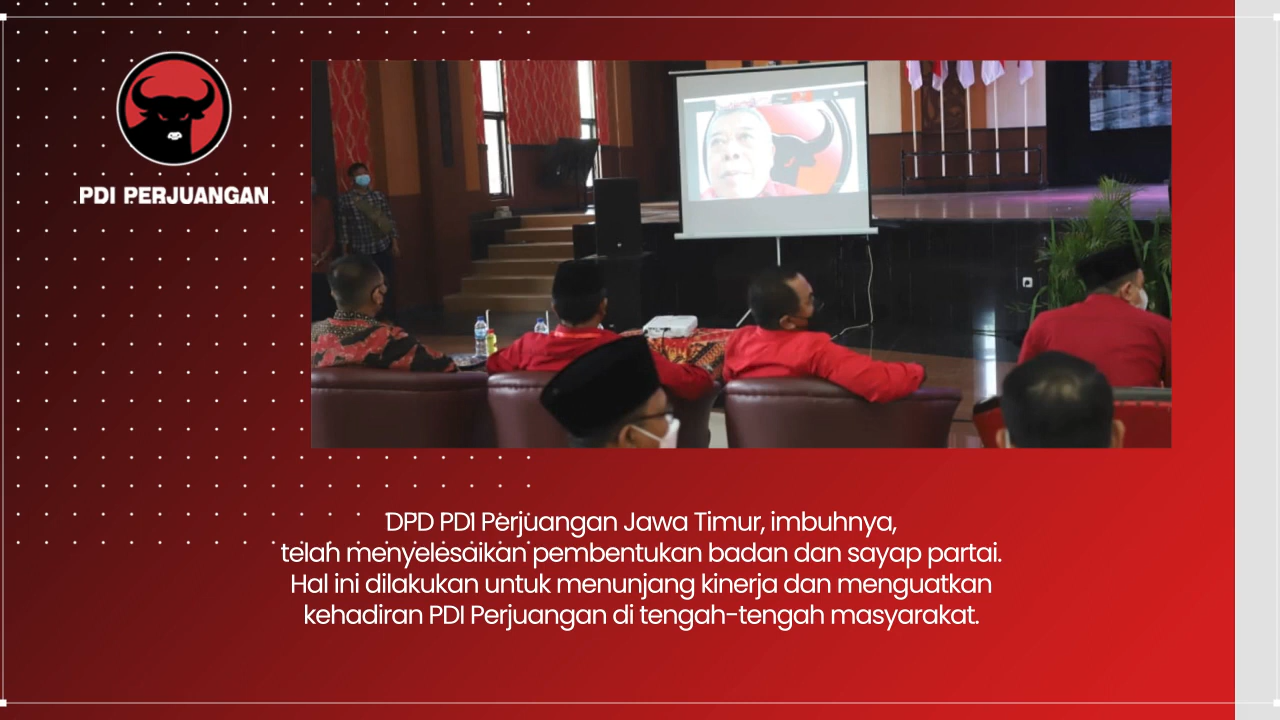 PDI PERJUANGAN
DPD PDI Perjuangan Jawa Timur, imbuhnya,
telah menyelesaikan pembentukan badan dan sayap partai.
Hal ini dilakukan untuk menunjang kinerja dan menguatkan
kehadiran PDI Perjuangan di tengah-tengah masyarakat.